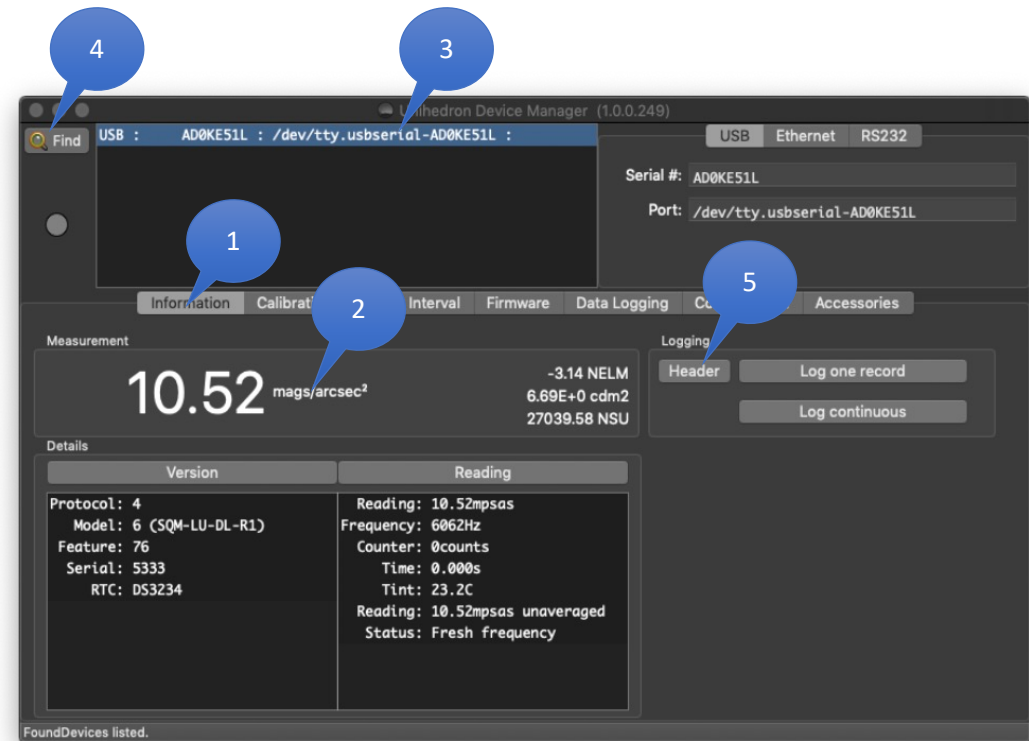 4
3
Unihedron Device Manager (1.0.0.249)
Find
USB : AD0KE51L : /dev/tty.usbserial-AD0KE51L :
USB Ethernet RS232
Serial #: AD0KE51L
Port: /dev/tty.usbserial-AD0KE51L
1
2
5
Information Interval Firmware Data Logging Accessories
Measurement
10.52 mags/arcsec²
-3.14 NELM
6.69E+0 cdm2
27039.58 NSU
Logging
Header Log one record
Log continuous
Details
Version Reading
Protocol: 4
Model: 6 (SQM-LU-DL-R1)
Feature: 76
Serial: 5333
RTC: DS3234
Reading: 10.52mpsas
Frequency: 6062Hz
Counter: 0counts
Time: 0.000s
Tint: 23.2C
Reading: 10.52mpsas unaveraged
Status: Fresh frequency
FoundDevices listed.